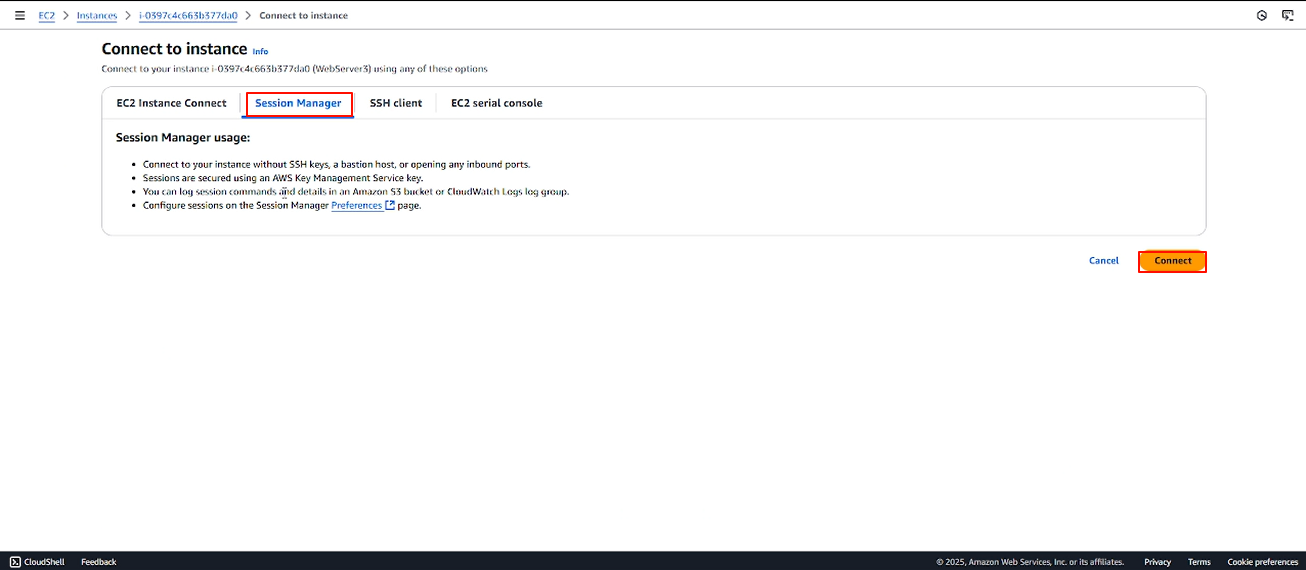 EC2 > Instances > i-0397c4c663b377da0 > Connect to instance
Connect to instance Info
Connect to your instance i-0397c4c663b377da0 (WebServer3) using any of these options
EC2 Instance Connect Session Manager SSH client EC2 serial console
Session Manager usage:
• Connect to your instance without SSH keys, a bastion host, or opening any inbound ports.
• Sessions are secured using an AWS Key Management Service key.
• You can log session commands and details in an Amazon S3 bucket or CloudWatch Logs log group.
• Configure sessions on the Session Manager Preferences page.
Cancel Connect
CloudShell Feedback © 2025, Amazon Web Services, Inc. or its affiliates. Privacy Terms Cookie preferences